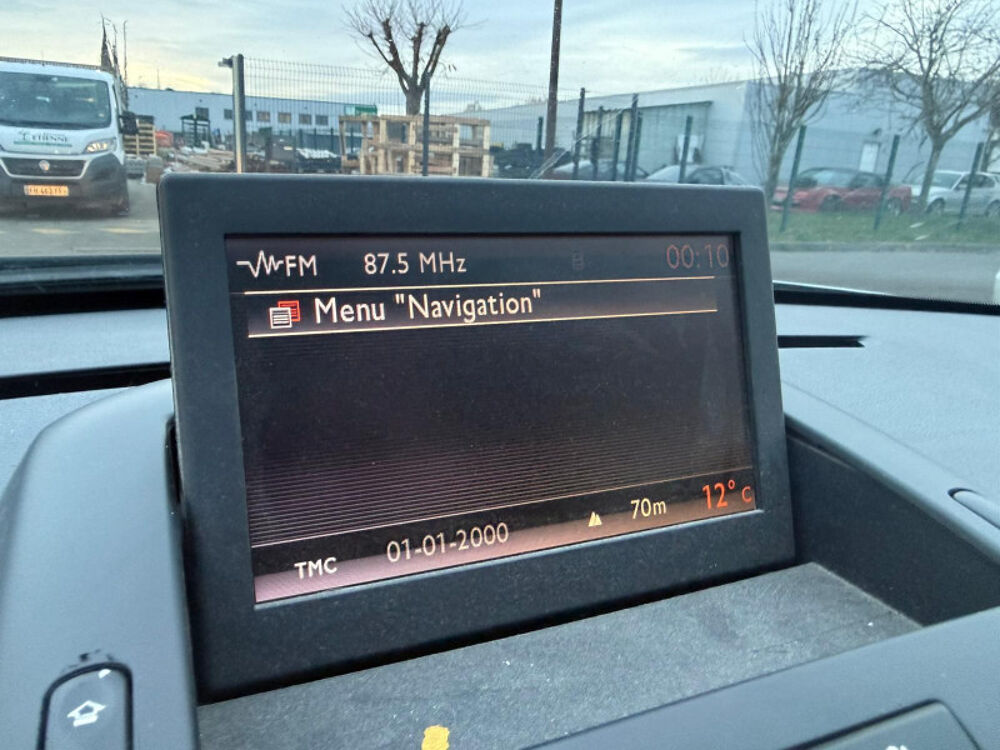 FM 87.5 MHz 00:10
Menu "Navigation"
TMC 01-01-2000 70m 12°C